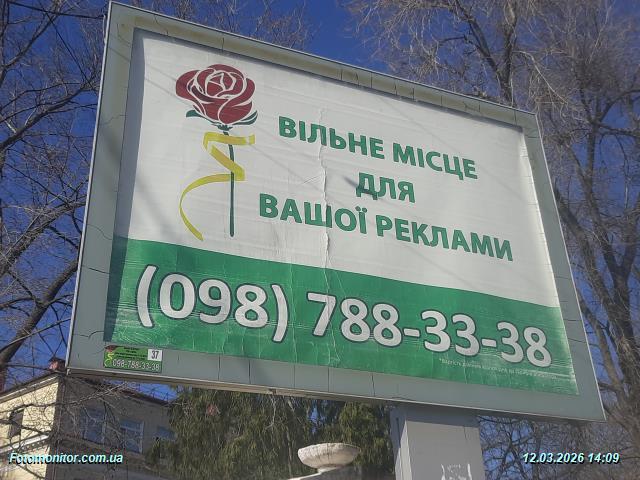 ВІЛЬНЕ МІСЦЕ
ДЛЯ
ВАШОЇ РЕКЛАМИ
(098) 788-33-38
37
098-788-33-38
Fotomonitor.com.ua
12.03.2026 14:09